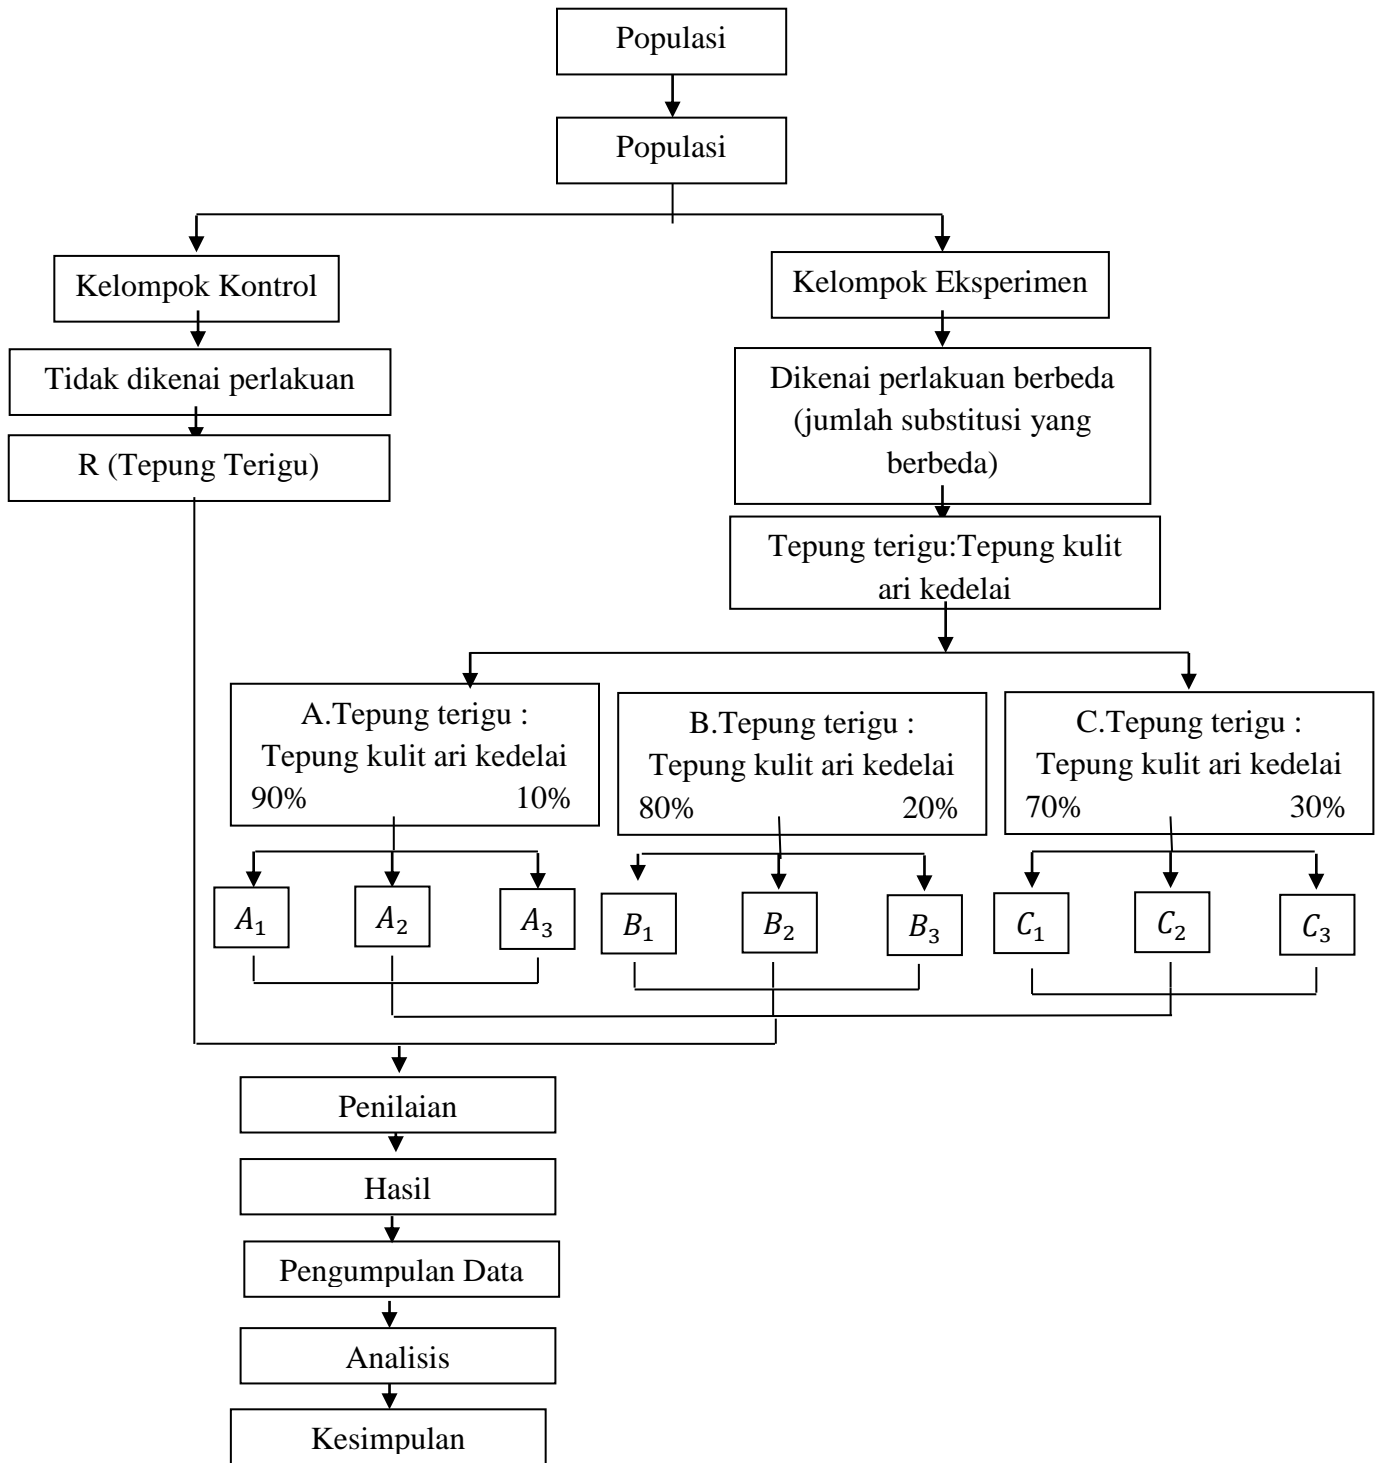 Populasi
Populasi
Kelompok Kontrol
Kelompok Eksperimen
Tidak dikenai perlakuan
Dikenai perlakuan berbeda
(jumlah substitusi yang
berbeda)
R (Tepung Terigu)
Tepung terigu:Tepung kulit
ari kedelai
A.Tepung terigu :
Tepung kulit ari kedelai
90% 10%
B.Tepung terigu :
Tepung kulit ari kedelai
80% 20%
C.Tepung terigu :
Tepung kulit ari kedelai
70% 30%
A₁
A₂
A₃
B₁
B₂
B₃
C₁
C₂
C₃
Penilaian
Hasil
Pengumpulan Data
Analisis
Kesimpulan